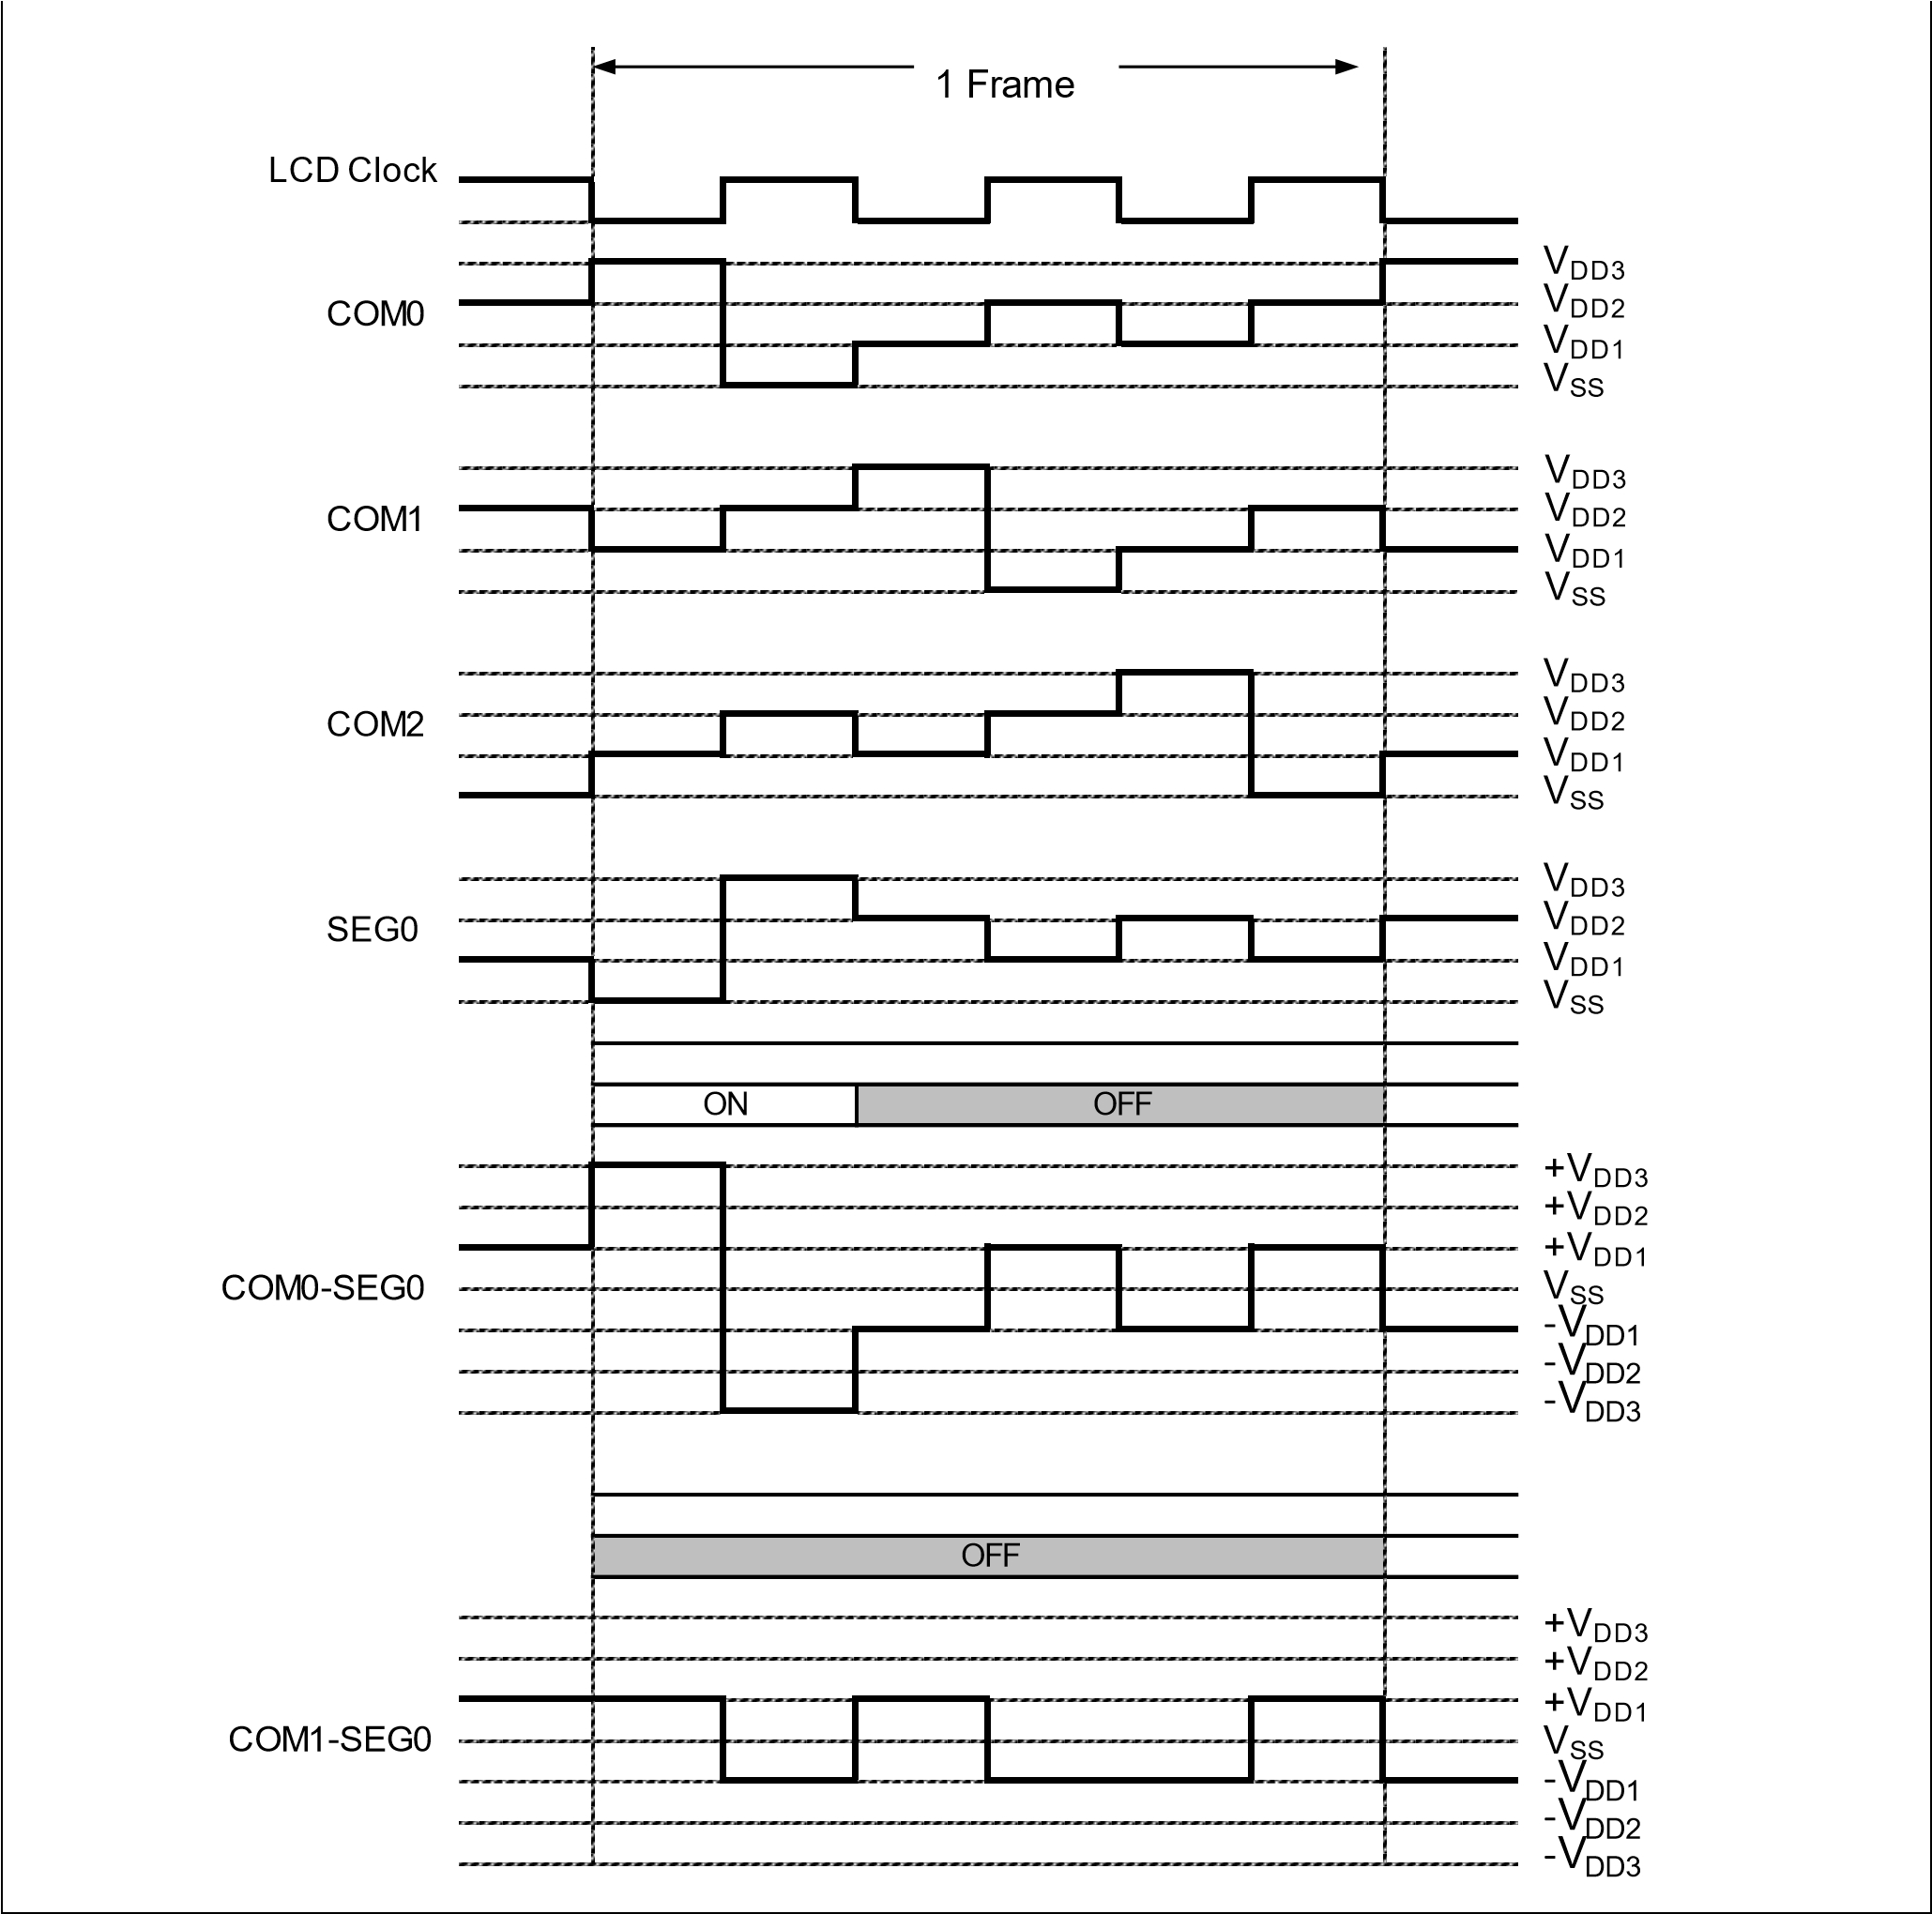 1 Frame
LCD Clock
COM0
VDD3
VDD2
VDD1
VSS
COM1
VDD3
VDD2
VDD1
VSS
COM2
VDD3
VDD2
VDD1
VSS
SEG0
VDD3
VDD2
VDD1
VSS
ON OFF
COM0-SEG0
+VDD3
+VDD2
+VDD1
VSS
-VDD1
-VDD2
-VDD3
OFF
COM1-SEG0
+VDD3
+VDD2
+VDD1
VSS
-VDD1
-VDD2
-VDD3